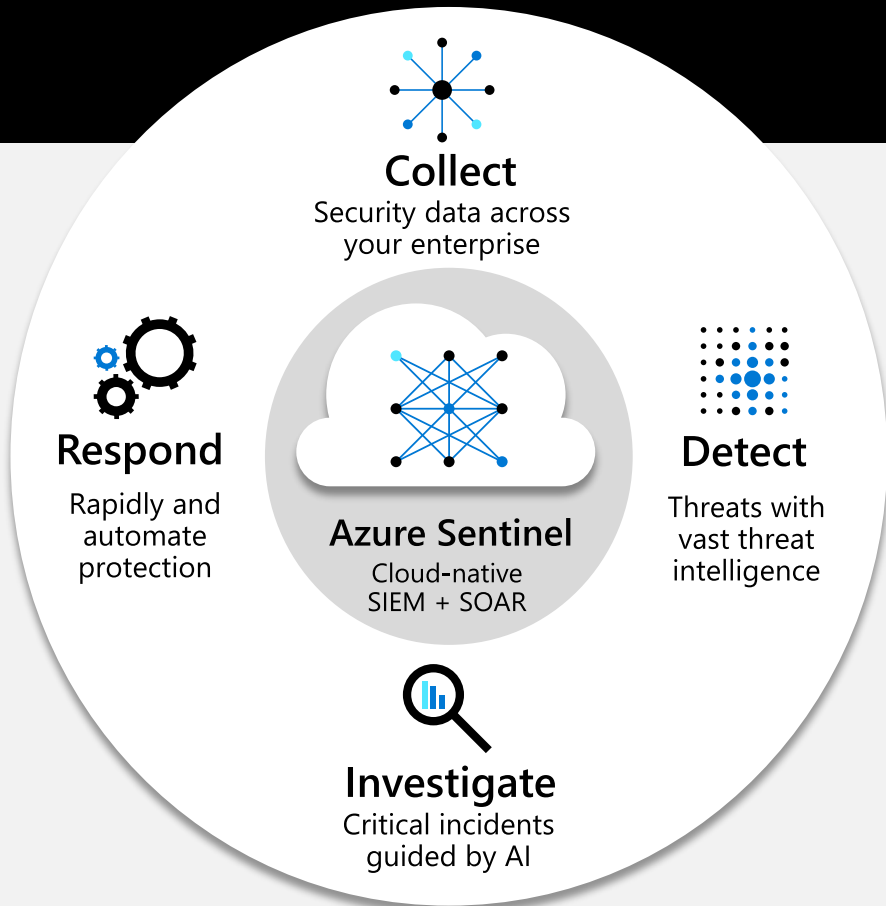 Collect
Security data across
your enterprise
Respond
Rapidly and
automate
protection
Azure Sentinel
Cloud-native
SIEM + SOAR
Detect
Threats with
vast threat
intelligence
Investigate
Critical incidents
guided by AI